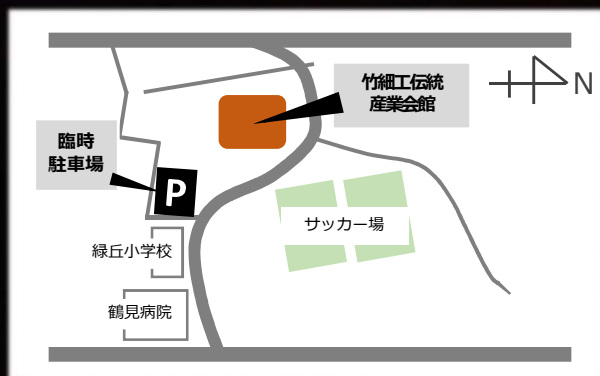 竹細工伝統
産業会館
N
臨時
駐車場
P
サッカー場
緑丘小学校
鶴見病院